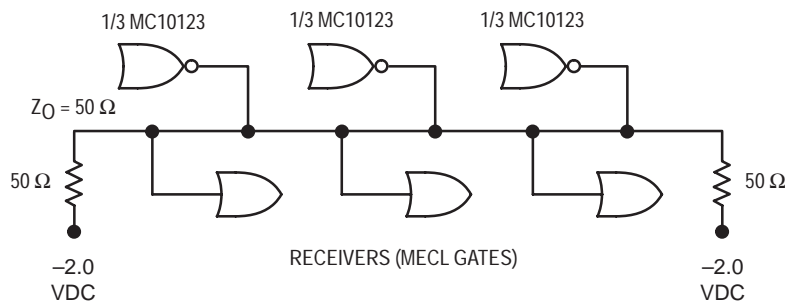 1/3 MC10123
1/3 MC10123
1/3 MC10123
ZO = 50 Ω
50 Ω
50 Ω
RECEIVERS (MECL GATES)
–2.0
VDC
–2.0
VDC